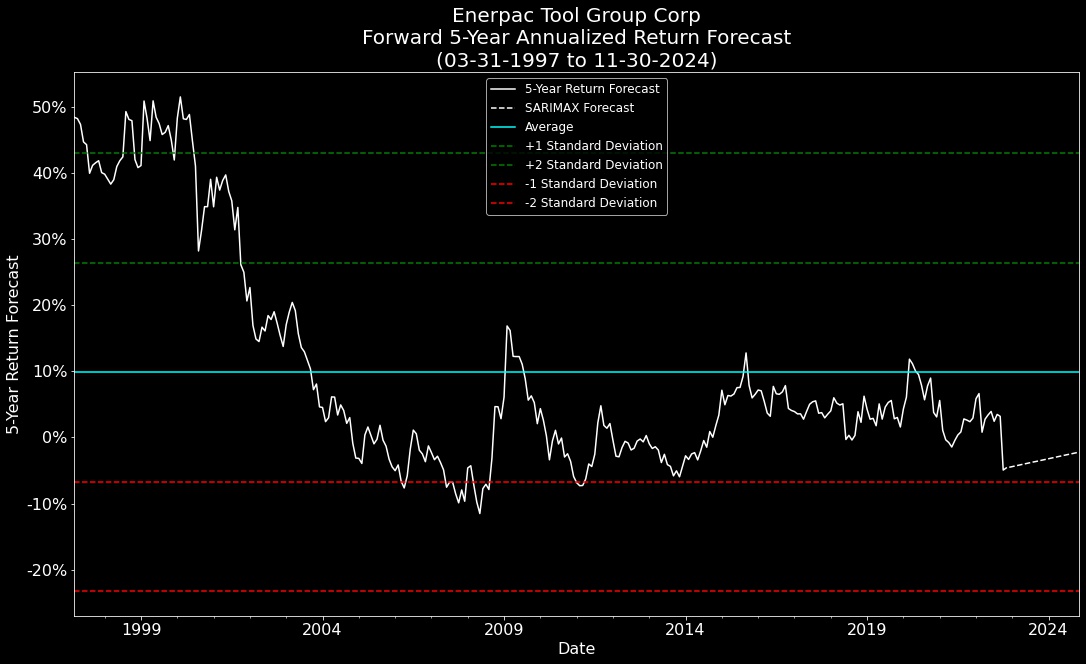 Enerpac Tool Group Corp
Forward 5-Year Annualized Return Forecast
(03-31-1997 to 11-30-2024)
5-Year Return Forecast
SARIMAX Forecast
Average
+1 Standard Deviation
+2 Standard Deviation
-1 Standard Deviation
-2 Standard Deviation
5-Year Return Forecast
50%
40%
30%
20%
10%
0%
-10%
-20%
1999
2004
2009
2014
2019
2024
Date